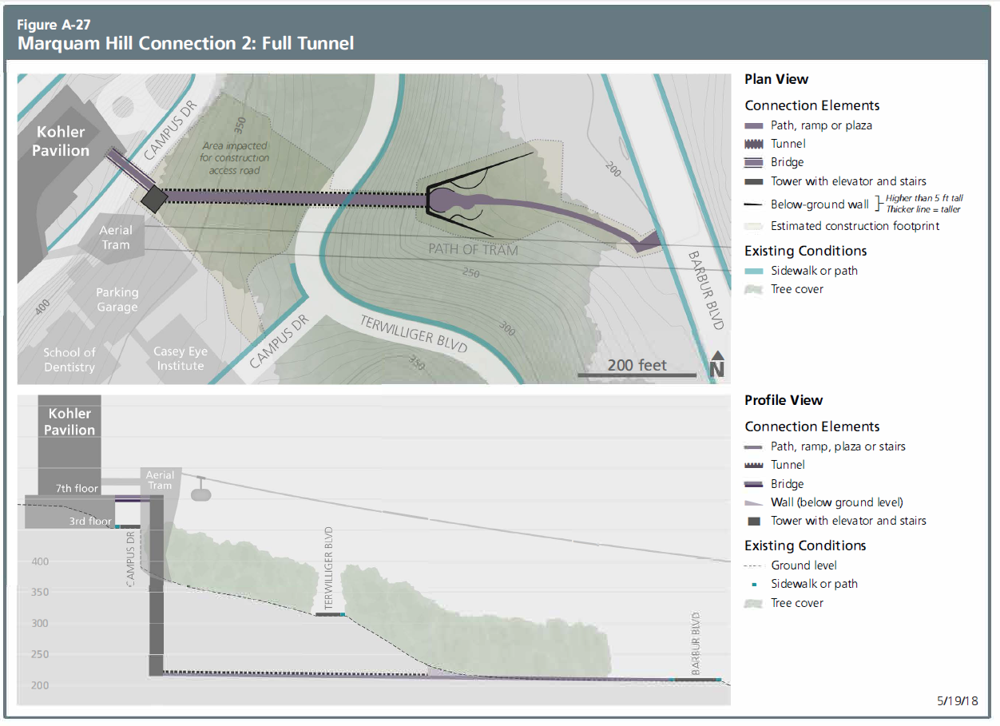 Figure A-27
Marquam Hill Connection 2: Full Tunnel
Kohler
Pavilion
CAMPUS DR
350
Area impacted
for construction
access road
200
Aerial
Tram
PATH OF TRAM
250
BARBUR BLVD
Parking
Garage
400
School of
Dentistry
Casey Eye
Institute
CAMPUS DR
TERWILLIGER BLVD
300
350
200 feet
N
Plan View
Connection Elements
Path, ramp or plaza
Tunnel
Bridge
Tower with elevator and stairs
Below-ground wall
Higher than 5 ft tall
Thicker line = taller
Estimated construction footprint
Existing Conditions
Sidewalk or path
Tree cover
Kohler
Pavilion
Aerial
Tram
7th floor
3rd floor
CAMPUS DR
TERWILLIGER BLVD
BARBUR BLVD
400
350
300
250
200
Profile View
Connection Elements
Path, ramp, plaza or stairs
Tunnel
Bridge
Wall (below ground level)
Tower with elevator and stairs
Existing Conditions
Ground level
Sidewalk or path
Tree cover
5/19/18